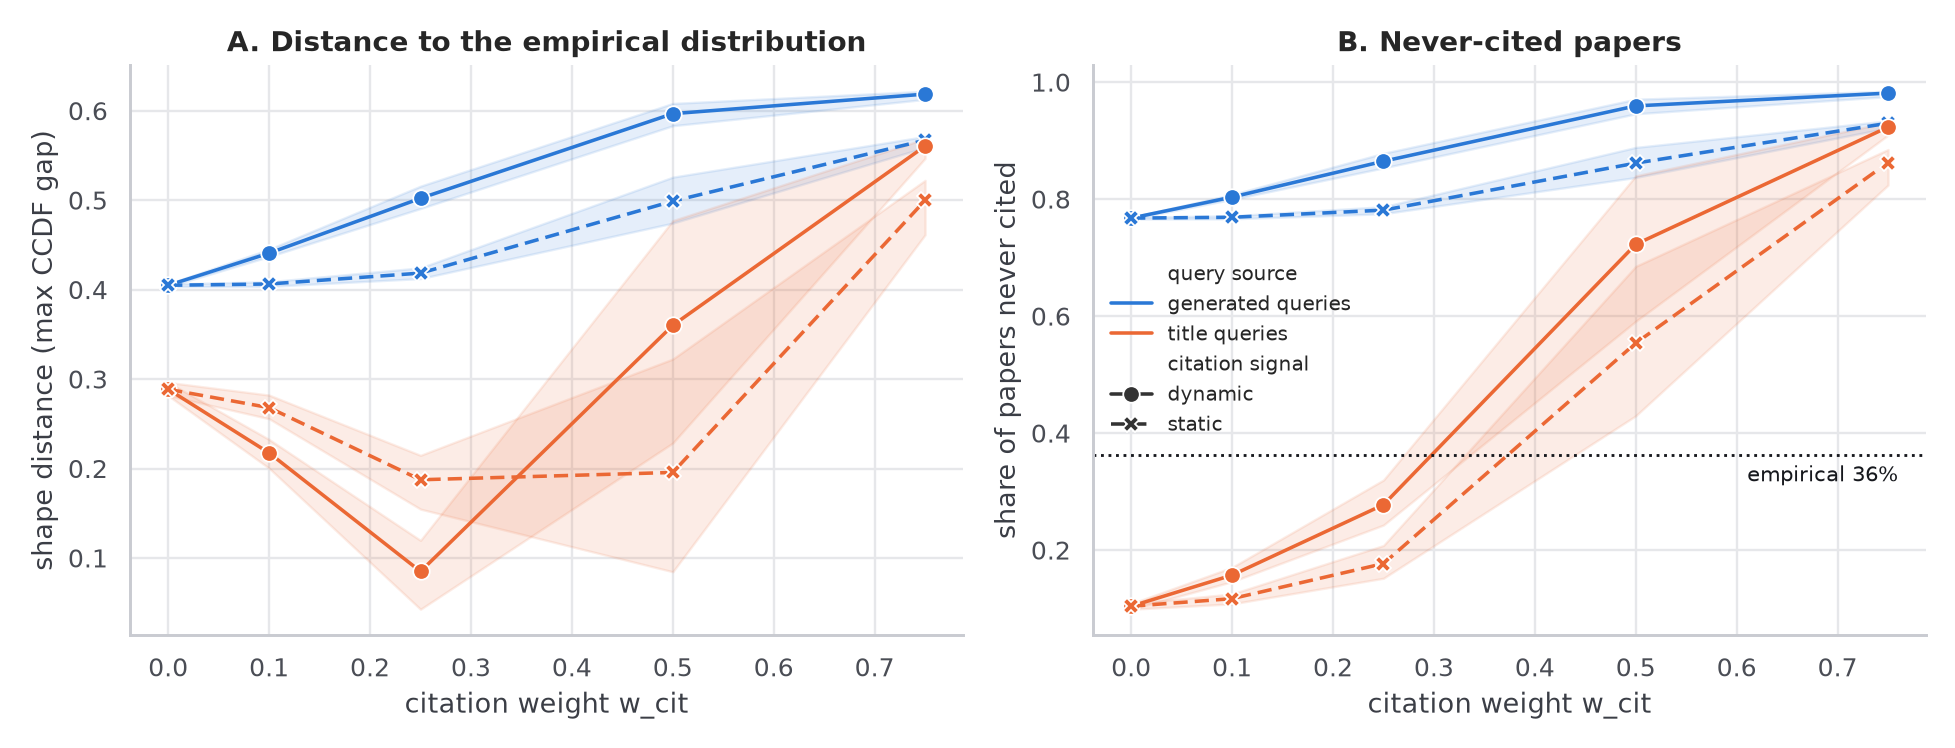 A. Distance to the empirical distribution
shape distance (max CCDF gap)
0.6
0.5
0.4
0.3
0.2
0.1
0.0 0.1 0.2 0.3 0.4 0.5 0.6 0.7
citation weight w_cit
B. Never-cited papers
share of papers never cited
1.0
0.8
0.6
0.4
0.2
query source
generated queries
title queries
citation signal
dynamic
static
empirical 36%
0.0 0.1 0.2 0.3 0.4 0.5 0.6 0.7
citation weight w_cit